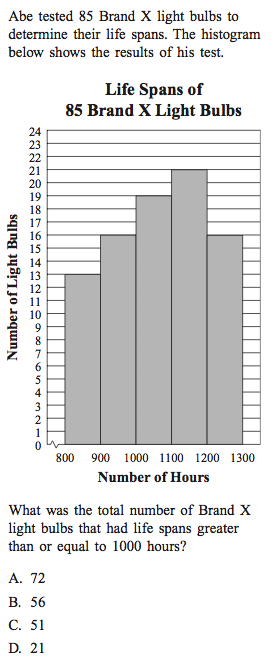 Abe tested 85 Brand X light bulbs to
determine their life spans. The histogram
below shows the results of his test.
Life Spans of
85 Brand X Light Bulbs
Number of Light Bulbs
24
23
22
21
20
19
18
17
16
15
14
13
12
11
10
9
8
7
6
5
4
3
2
1
0
800 900 1000 1100 1200 1300
Number of Hours
What was the total number of Brand X
light bulbs that had life spans greater
than or equal to 1000 hours?
A. 72
B. 56
C. 51
D. 21